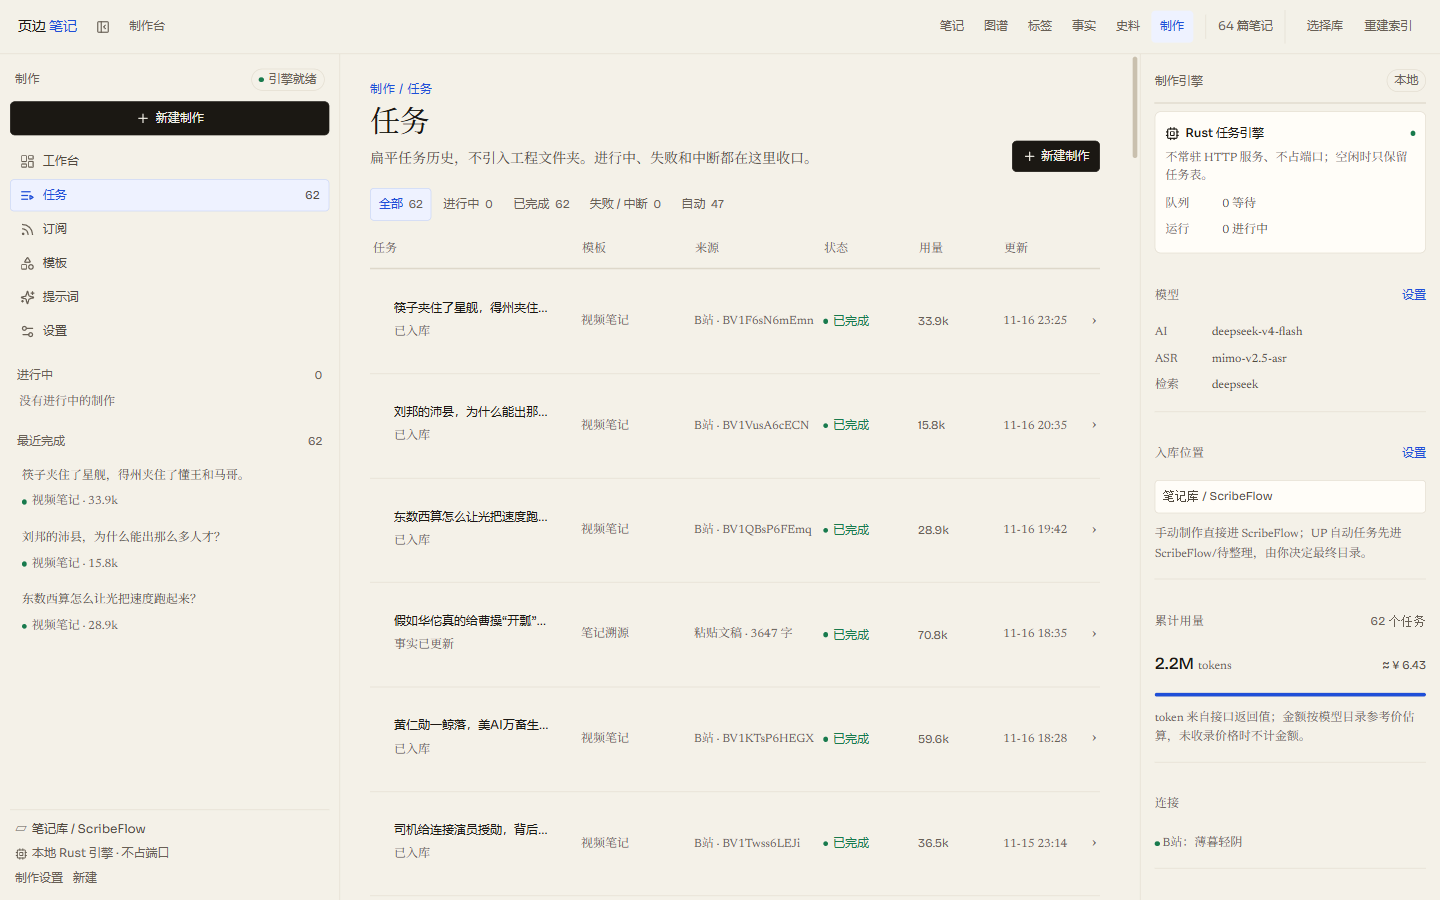 页边 笔记 制作台
笔记 图谱 标签 事实 史料 制作 64 篇笔记 选择库 重建索引
制作 引擎就绪
+ 新建制作
工作台
任务 62
订阅
模板
提示词
设置
进行中 0
没有进行中的制作
最近完成 62
筷子夹住了星舰，得州夹住了懂王和马哥。
视频笔记 · 33.9k
刘邦的沛县，为什么能出那么多人才？
视频笔记 · 15.8k
东数西算怎么让光把速度跑起来？
视频笔记 · 28.9k
笔记库 / ScribeFlow
本地 Rust 引擎 · 不占端口
制作设置 新建
制作 / 任务
任务
扁平任务历史，不引入工程文件夹。进行中、失败和中断都在这里收口。
+ 新建制作
全部 62 进行中 0 已完成 62 失败 / 中断 0 自动 47
任务 模板 来源 状态 用量 更新
筷子夹住了星舰，得州夹住...
已入库
视频笔记 B站 · BV1F6sN6mEmn 已完成 33.9k 11-16 23:25 ›
刘邦的沛县，为什么能出那...
已入库
视频笔记 B站 · BV1VusA6cECN 已完成 15.8k 11-16 20:35 ›
东数西算怎么让光把速度跑...
已入库
视频笔记 B站 · BV1QBsP6FEmq 已完成 28.9k 11-16 19:42 ›
假如华佗真的给曹操“开瓢”...
事实已更新
笔记溯源 粘贴文稿 · 3647 字 已完成 70.8k 11-16 18:35 ›
黄仁勋一鲸落，美AI万畜生...
已入库
视频笔记 B站 · BV1KTsP6HEGX 已完成 59.6k 11-16 18:28 ›
司机给连接演员授勋，背后...
已入库
视频笔记 B站 · BV1Twss6LEJi 已完成 36.5k 11-15 23:14 ›
制作引擎 本地
Rust 任务引擎
不常驻 HTTP 服务、不占端口；空闲时只保留
任务表。
队列 0 等待
运行 0 进行中
模型 设置
AI deepseek-v4-flash
ASR mimo-v2.5-asr
检索 deepseek
入库位置 设置
笔记库 / ScribeFlow
手动制作直接进 ScribeFlow；UP 自动任务先进
ScribeFlow/待整理，由你决定最终目录。
累计用量 62 个任务
2.2M tokens ≈ ¥ 6.43
token 来自接口返回值；金额按模型目录参考价估
算，未收录价格时不计金额。
连接
B站：薄暮轻阴